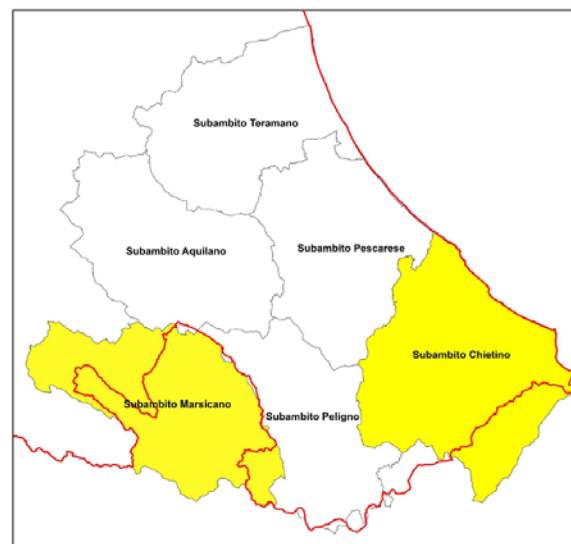 Subambito Teramano
Subambito Aquilano
Subambito Pescarese
Subambito Chietino
Subambito Marsicano
Subambito Peligno